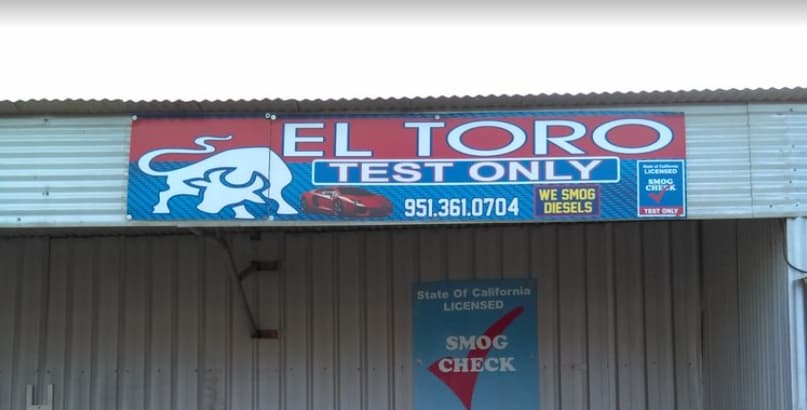 EL TORO
TEST ONLY
951.361.0704
WE SMOG
DIESELS
State of California
LICENSED
SMOG
CHECK
TEST ONLY
State Of California
LICENSED
SMOG
CHECK